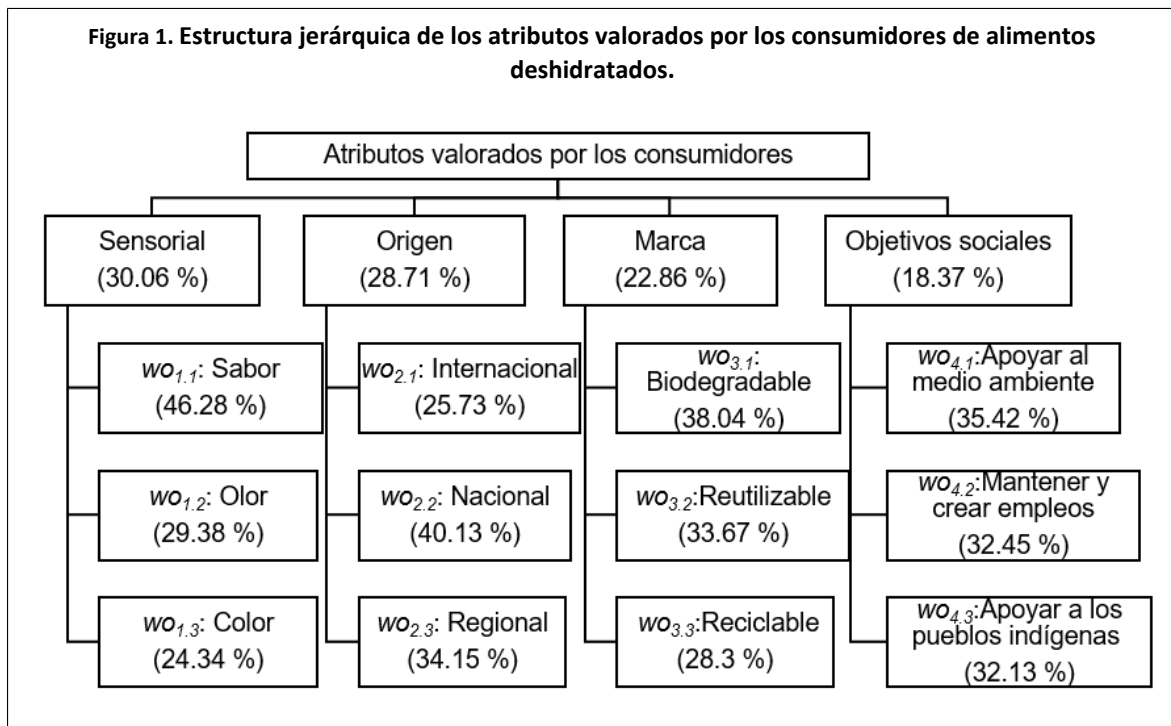 Figura 1. Estructura jerárquica de los atributos valorados por los consumidores de alimentos
deshidratados.
Atributos valorados por los consumidores
Sensorial
(30.06 %)
Origen
(28.71 %)
Marca
(22.86 %)
Objetivos sociales
(18.37 %)
wo1.1: Sabor
(46.28 %)
wo2.1: Internacional
(25.73 %)
wo3.1:
Biodegradable
(38.04 %)
wo4.1:Apoyar al
medio ambiente
(35.42 %)
wo1.2: Olor
(29.38 %)
wo2.2: Nacional
(40.13 %)
wo3.2:Reutilizable
(33.67 %)
wo4.2:Mantener y
crear empleos
(32.45 %)
wo1.3: Color
(24.34 %)
wo2.3: Regional
(34.15 %)
wo3.3:Reciclable
(28.3 %)
wo4.3:Apoyar a los
pueblos indígenas
(32.13 %)